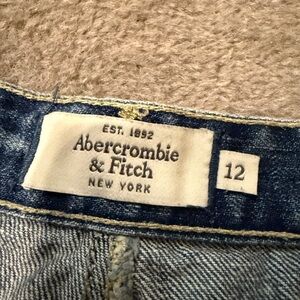 EST. 1892
Abercrombie
& Fitch
NEW YORK
12